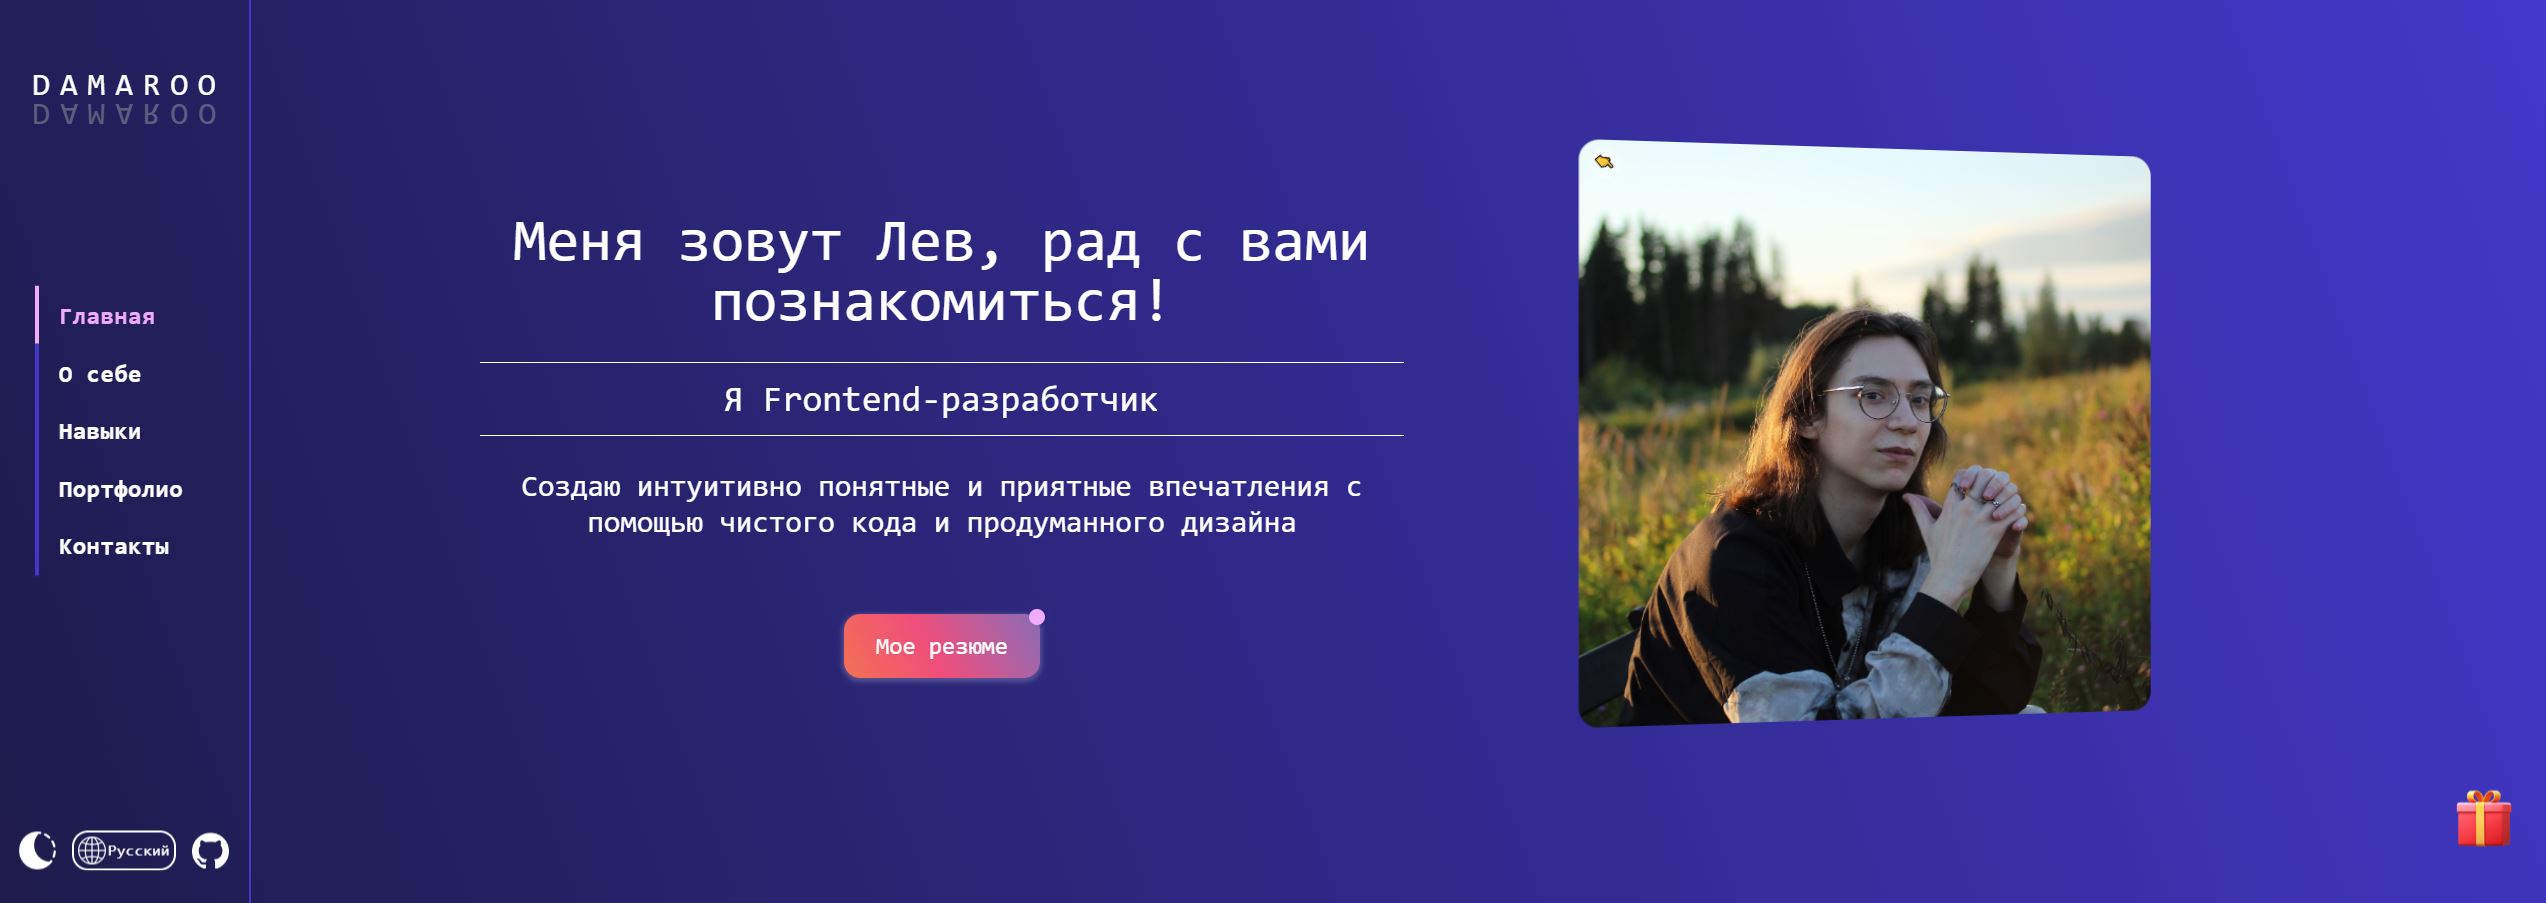 DAMAROO
DAMAROO
Главная
О себе
Навыки
Портфолио
Контакты
Русский
Меня зовут Лев, рад с вами
познакомиться!
Я Frontend-разработчик
Создаю интуитивно понятные и приятные впечатления с
помощью чистого кода и продуманного дизайна
Мое резюме